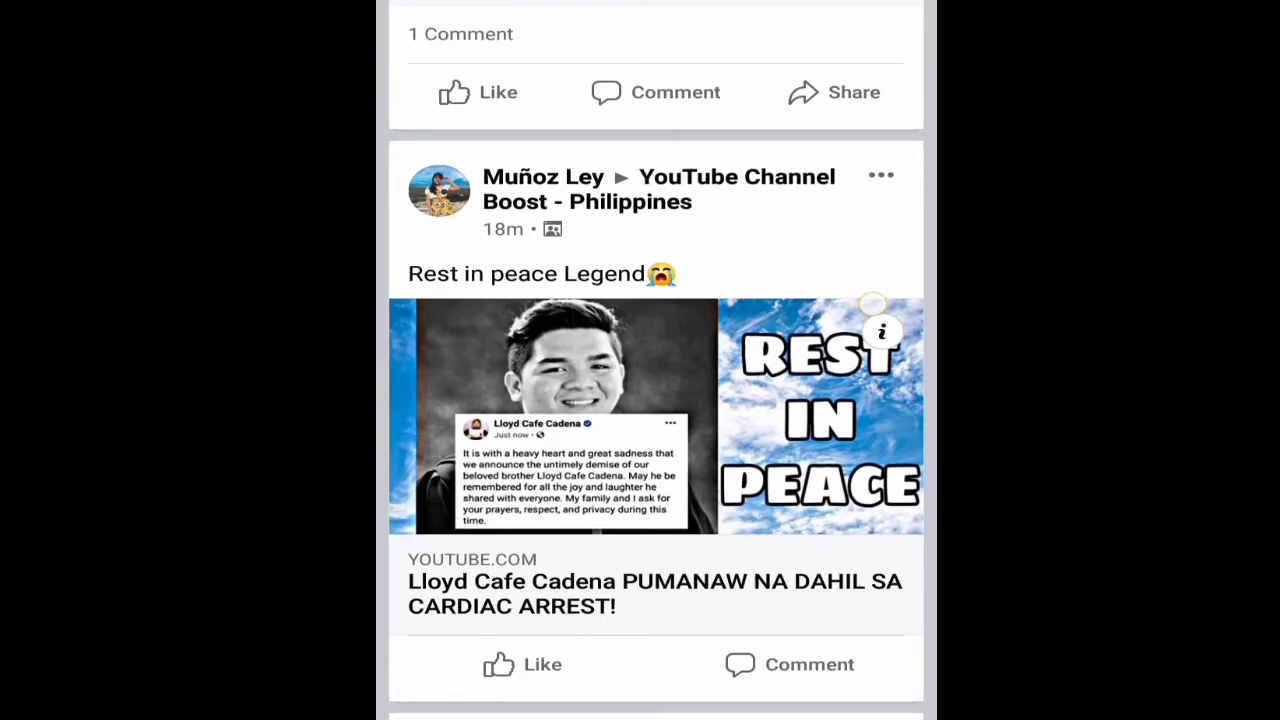 1 Comment
Like
Comment
Share
Muñoz Ley ▶ YouTube Channel
Boost - Philippines
18m •
Rest in peace Legend😭
i
REST
IN
PEACE
Lloyd Cafe Cadena
Just now •
It is with a heavy heart and great sadness that
we announce the untimely demise of our
beloved brother Lloyd Cafe Cadena. May he be
remembered for all the joy and laughter he
shared with everyone. My family and I ask for
your prayers, respect, and privacy during this
time.
YOUTUBE.COM
Lloyd Cafe Cadena PUMANAW NA DAHIL SA
CARDIAC ARREST!
Like
Comment